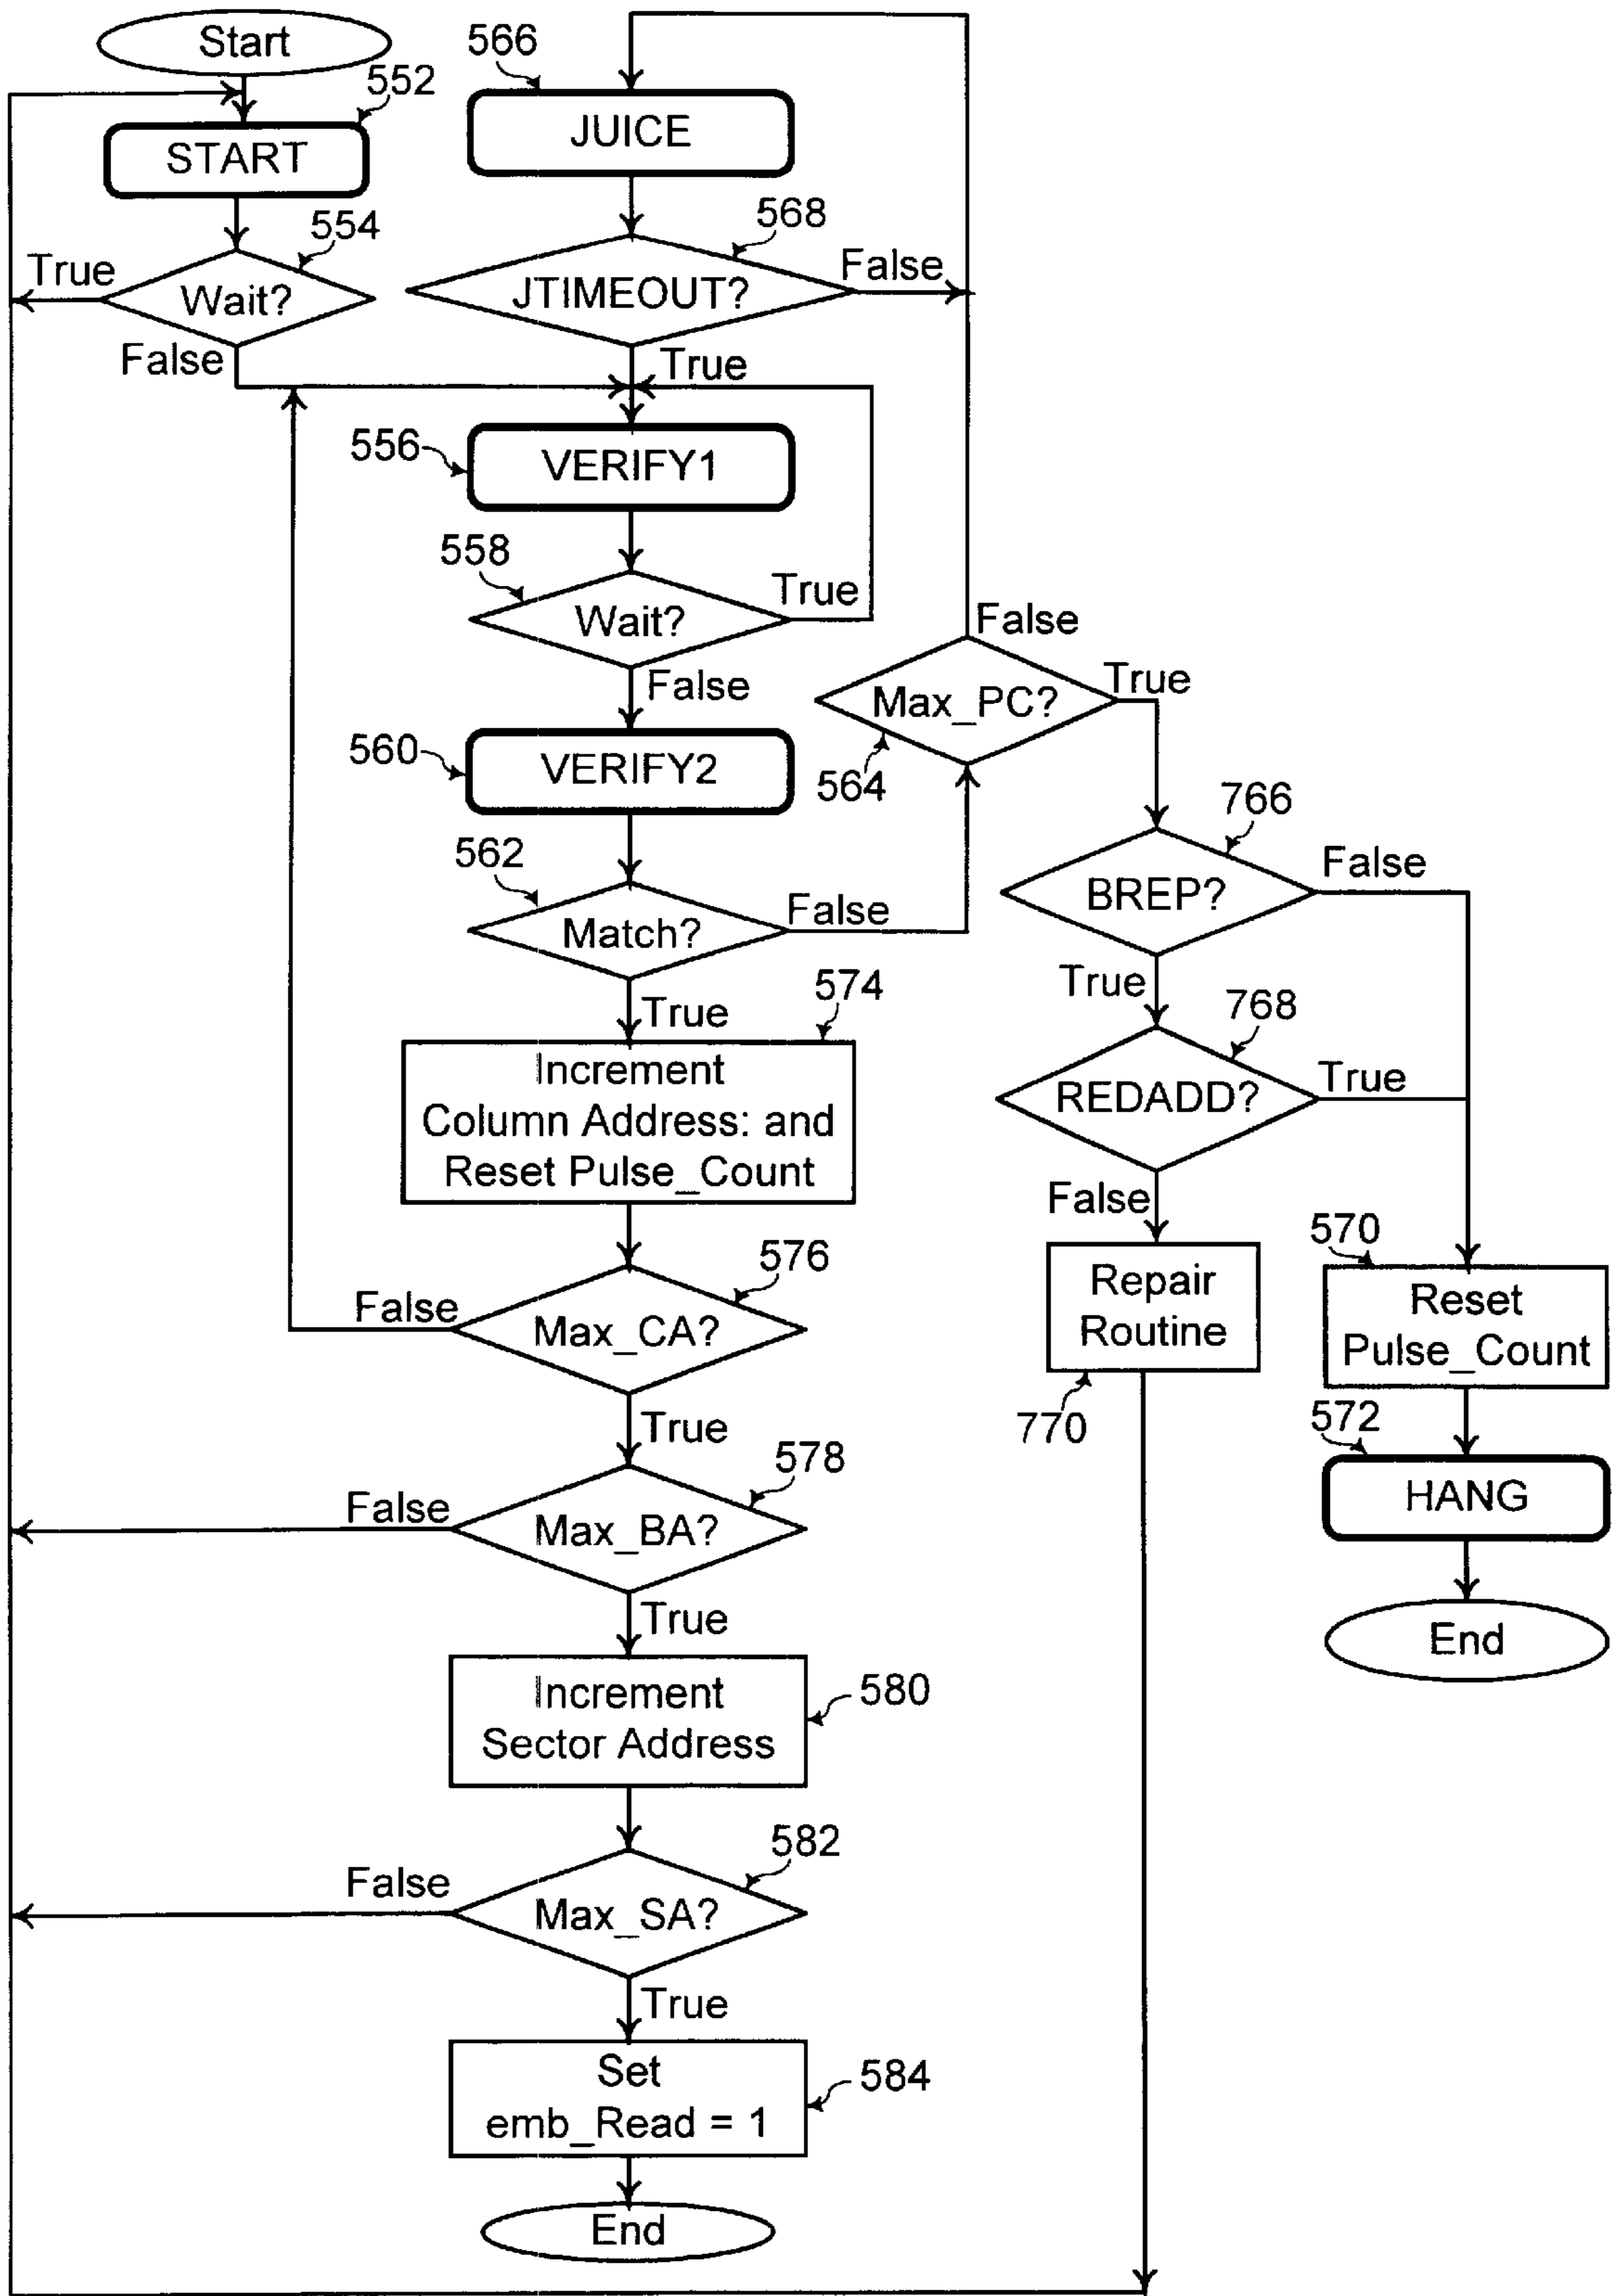 Start
552
START
554
True
Wait?
False
566
JUICE
568
JTIMEOUT?
False
True
556
VERIFY1
558
Wait?
True
False
560
VERIFY2
562
Match?
False
True
False
Max_PC?
True
564
766
BREP?
False
True
768
REDADD?
True
False
574
Increment
Column Address: and
Reset Pulse_Count
576
Max_CA?
False
True
578
Max_BA?
False
True
Increment
Sector Address
580
582
Max_SA?
False
True
Set
emb_Read = 1
584
End
Repair
Routine
770
570
Reset
Pulse_Count
572
HANG
End